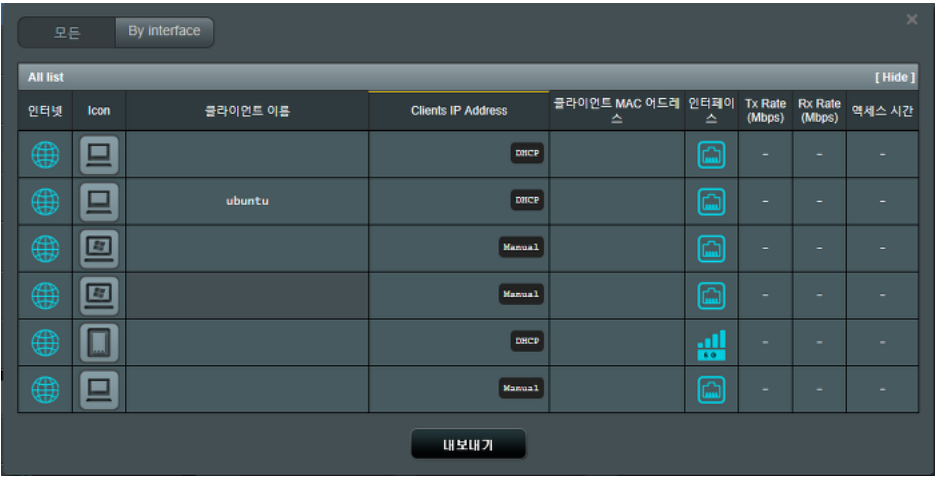 모든 By interface
All list [ Hide ]
인터넷 Icon 클라이언트 이름 Clients IP Address 클라이언트 MAC 어드레스 인터페이스 Tx Rate (Mbps) Rx Rate (Mbps) 액세스 시간
DHCP - - -
ubuntu DHCP - - -
Manual - - -
Manual - - -
DHCP - - -
Manual - - -
내보내기